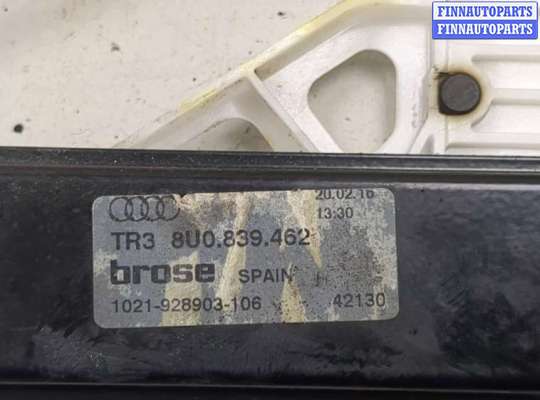 FINNAUTOPARTS
FINNAUTOPARTS
20.02.16
13:30
TR3 8U0.839.462
brose SPAIN
1021-928903-106 42130